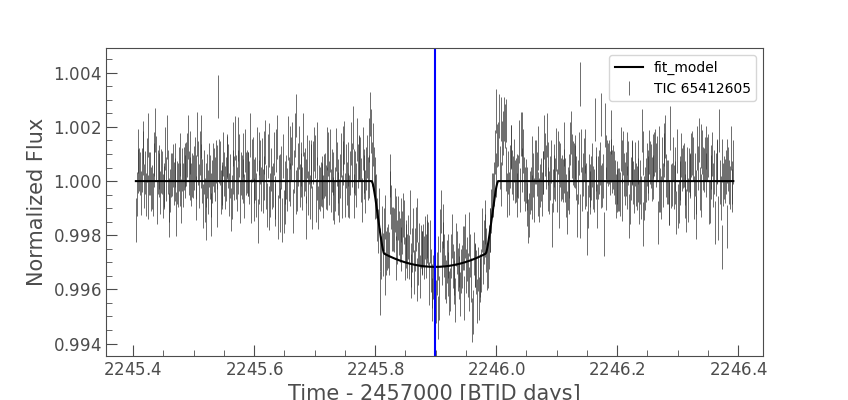 1.004
1.002
1.000
0.998
0.996
0.994
Normalized Flux
fit_model
TIC 65412605
2245.4 2245.6 2245.8 2246.0 2246.2 2246.4
Time - 2457000 [BTJD days]